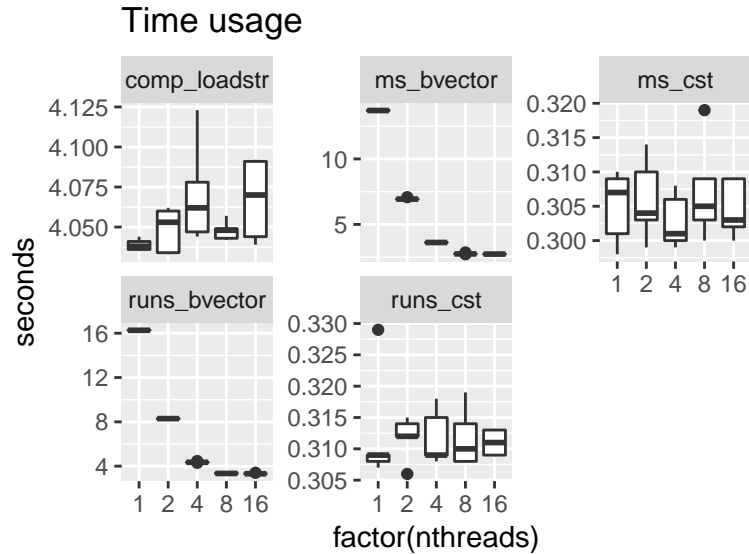 Time usage
comp_loadstr
ms_bvector
ms_cst
4.125
4.100
4.075
4.050
10
5
0.320
0.315
0.310
0.305
0.300
1 2 4 8 16
seconds
runs_bvector
runs_cst
16
12
8
4
0.330
0.325
0.320
0.315
0.310
0.305
1 2 4 8 16
1 2 4 8 16
factor(nthreads)